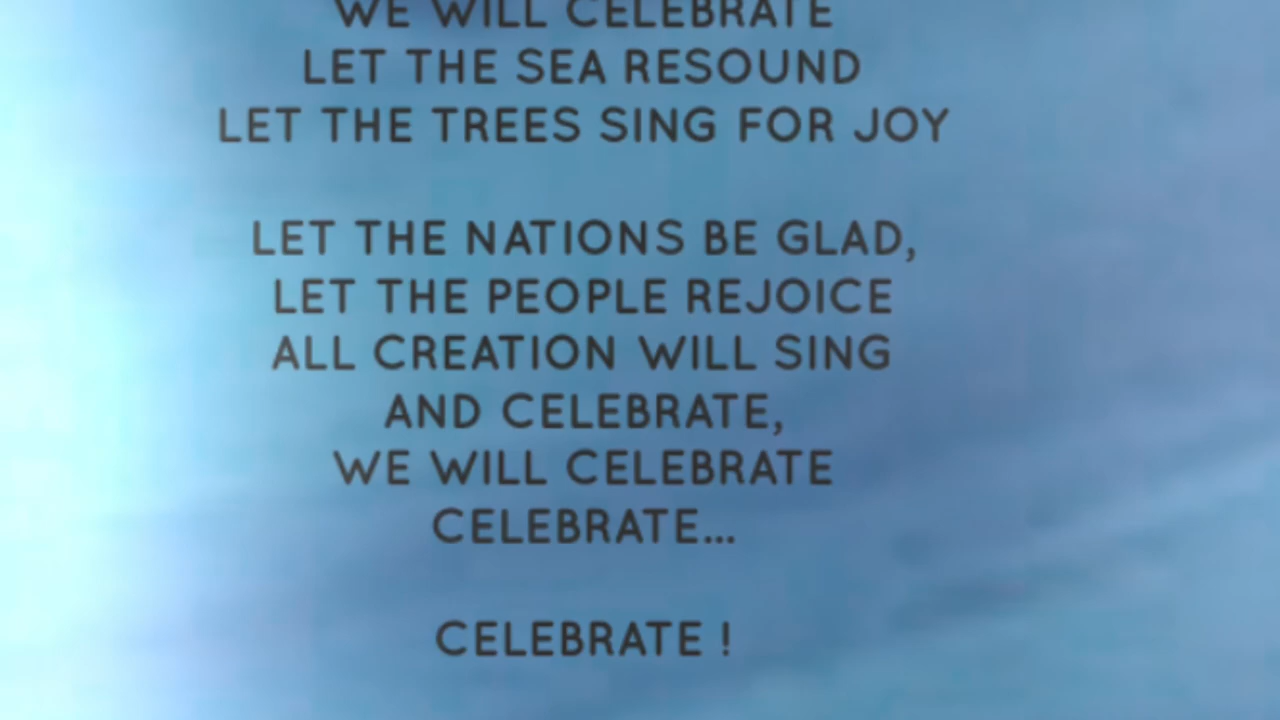 WE WILL CELEBRATE
LET THE SEA RESOUND
LET THE TREES SING FOR JOY
LET THE NATIONS BE GLAD,
LET THE PEOPLE REJOICE
ALL CREATION WILL SING
AND CELEBRATE,
WE WILL CELEBRATE
CELEBRATE...
CELEBRATE !